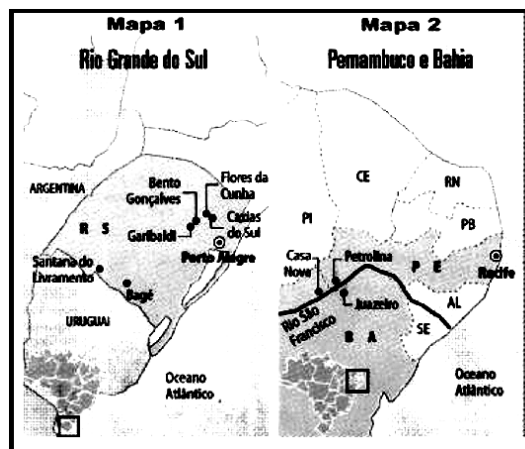 Mapa 1
Rio Grande do Sul
ARGENTINA
Bento
Gonçalves
Flores da
Cunha
R S
Garibaldi
Caxias
do Sul
Porto Alegre
Santana do
Livramento
Bagé
URUGUAI
Oceano
Atlântico
Mapa 2
Pernambuco e Bahia
CE
RN
PB
PI
Casa
Nova
Petrolina
P E
Recife
Juazeiro
AL
Rio São
Francisco
SE
B A
Oceano
Atlântico